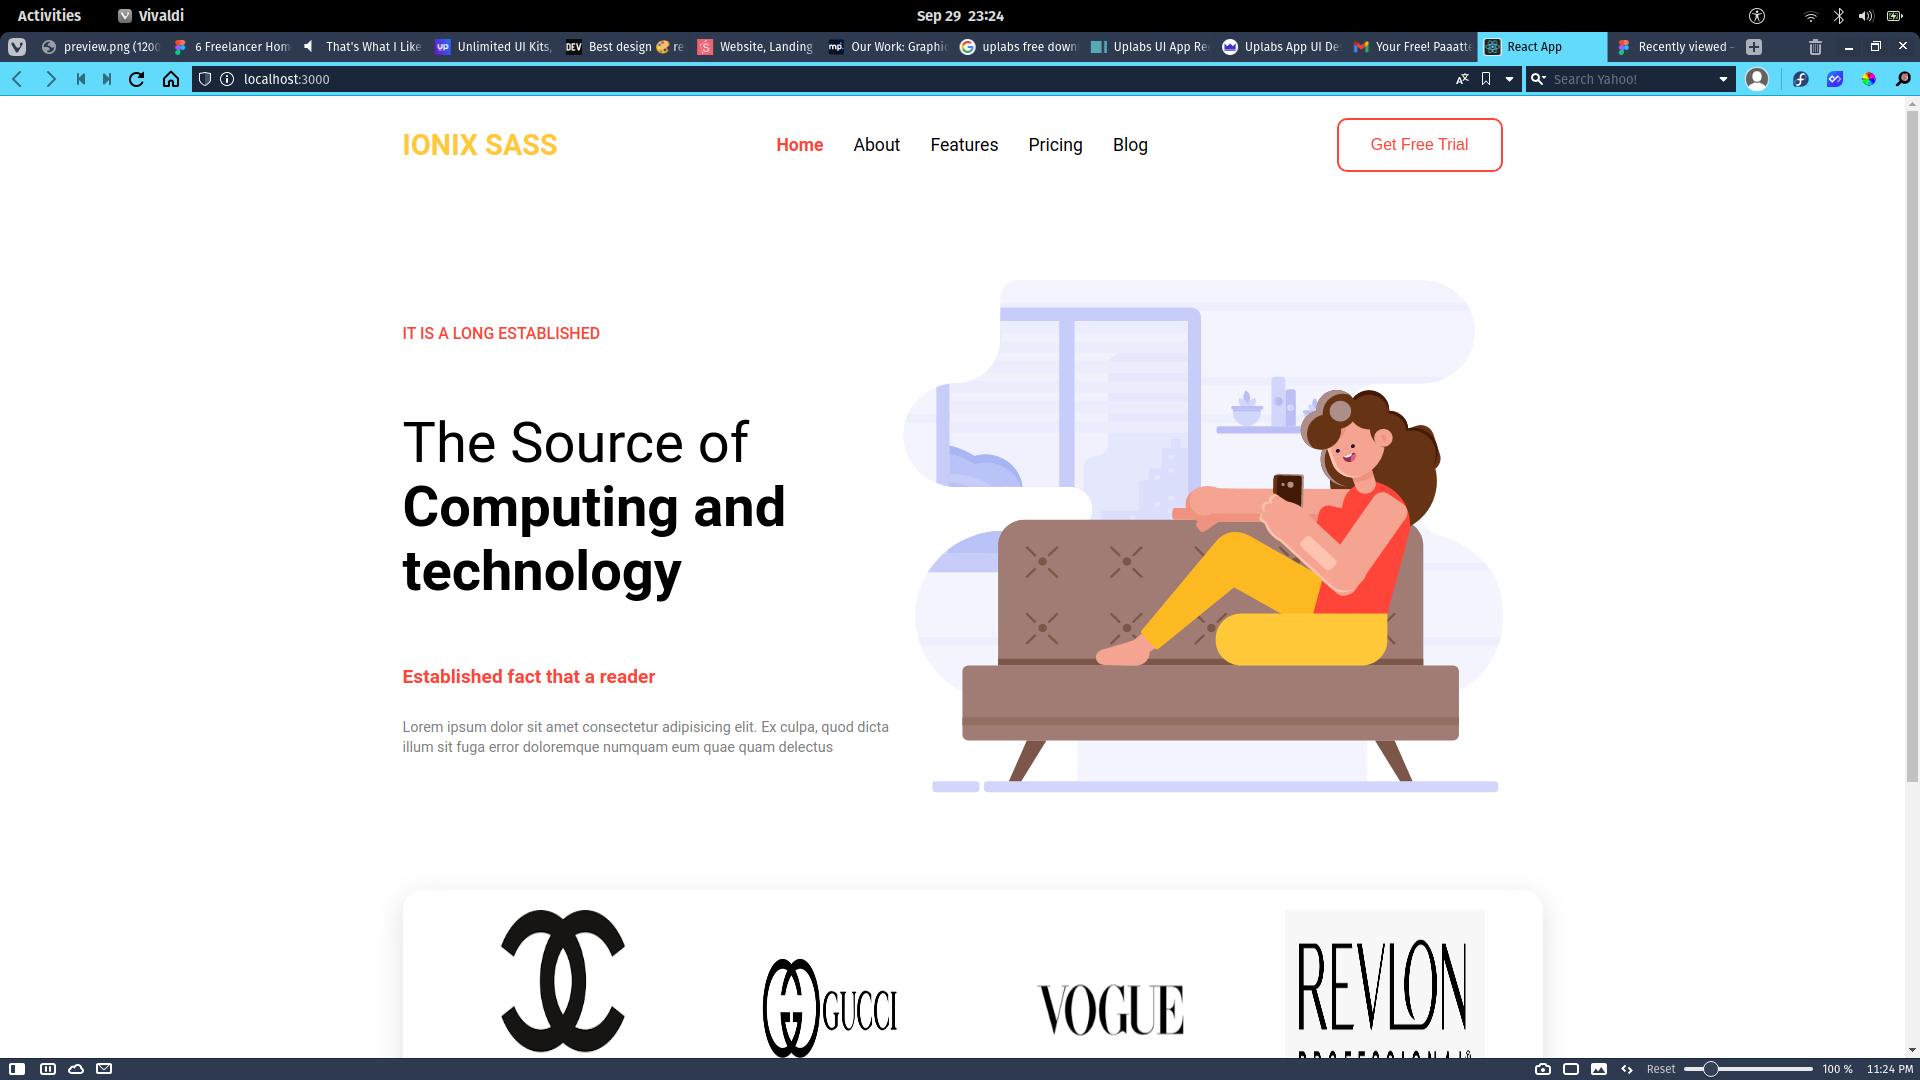 Activities
Vivaldi
Sep 29 23:24
preview.png (1200
6 Freelancer Hom
That's What I Like
Unlimited UI Kits,
DEV
Best design 🎨 re
Website, Landing
Our Work: Graphic
uplabs free down
Uplabs UI App Re
Uplabs App UI De
Your Free! Paaatte
React App
Recently viewed -
localhost:3000
Search Yahoo!
IONIX SASS
Home
About
Features
Pricing
Blog
Get Free Trial
IT IS A LONG ESTABLISHED
The Source of
Computing and
technology
Established fact that a reader
Lorem ipsum dolor sit amet consectetur adipisicing elit. Ex culpa, quod dicta
illum sit fuga error doloremque numquam eum quae quam delectus
GUCCI
VOGUE
REVLON
PROFESSIONAL
Reset
100 %
11:24 PM